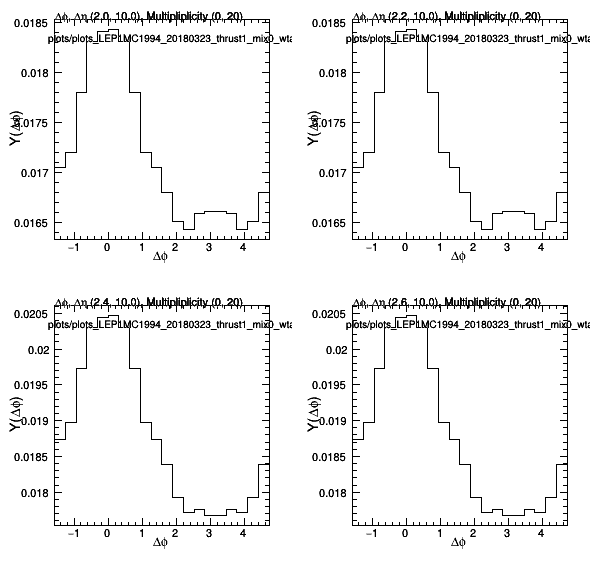 Δφ, Δη (2.0, 10.0), Multipliplicity (0, 20)
plots/plots_LEP1MC1994_20180323_thrust1_mix0_wta
Y(Δφ)
0.0185
0.018
0.0175
0.017
0.0165
−1 0 1 2 3 4
Δφ
Δφ, Δη (2.2, 10.0), Multipliplicity (0, 20)
plots/plots_LEP1MC1994_20180323_thrust1_mix0_wta
Y(Δφ)
0.0185
0.018
0.0175
0.017
0.0165
−1 0 1 2 3 4
Δφ
Δφ, Δη (2.4, 10.0), Multipliplicity (0, 20)
plots/plots_LEP1MC1994_20180323_thrust1_mix0_wta
Y(Δφ)
0.0205
0.02
0.0195
0.019
0.0185
0.018
−1 0 1 2 3 4
Δφ
Δφ, Δη (2.6, 10.0), Multipliplicity (0, 20)
plots/plots_LEP1MC1994_20180323_thrust1_mix0_wta
Y(Δφ)
0.0205
0.02
0.0195
0.019
0.0185
0.018
−1 0 1 2 3 4
Δφ